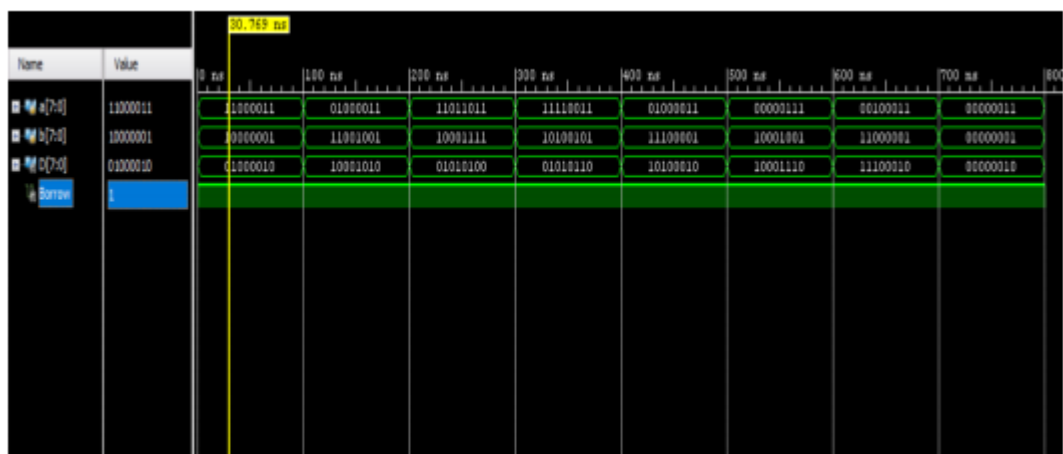 30.769 ns
Name Value 0 ns 100 ns 200 ns 300 ns 400 ns 500 ns 600 ns 700 ns 800
a[7:0] 11000011 11000011 01000011 11011011 11110011 01000011 00000111 00100011 00000011
b[7:0] 10000001 10000001 11001001 10001111 10100101 11100001 10001001 11000001 00000001
D[7:0] 01000010 01000010 10001010 01010100 01010110 10100010 10001110 11100010 00000010
Borrow 1